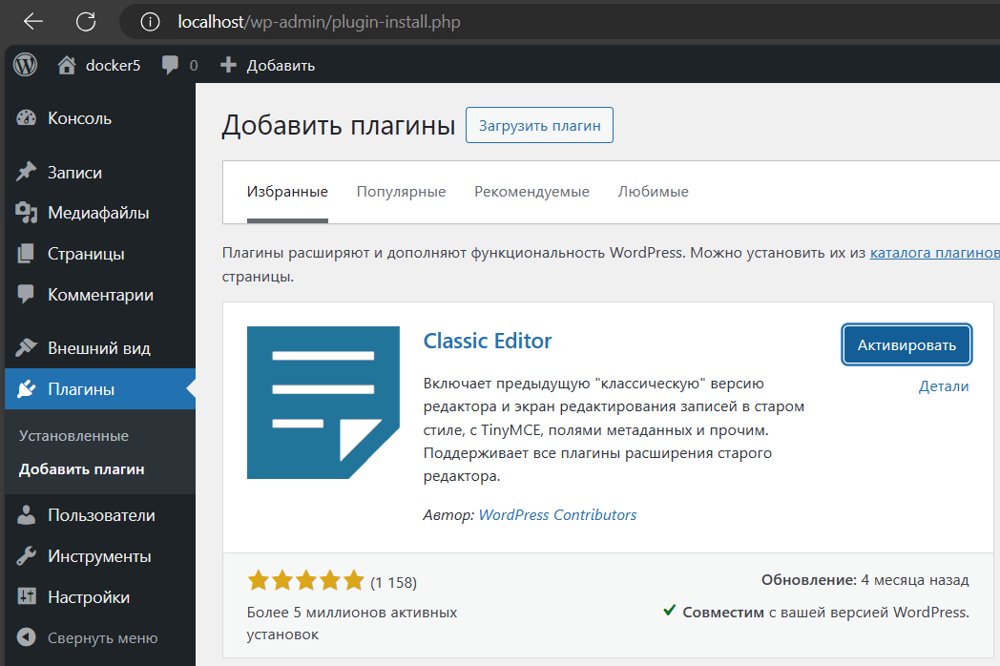 localhost/wp-admin/plugin-install.php
docker5 0 Добавить
Консоль
Записи
Медиафайлы
Страницы
Комментарии
Внешний вид
Плагины
Установленные
Добавить плагин
Пользователи
Инструменты
Настройки
Свернуть меню
Добавить плагины Загрузить плагин
Избранные Популярные Рекомендуемые Любимые
Плагины расширяют и дополняют функциональность WordPress. Можно установить их из каталога плагинов
страницы.
Classic Editor
Активировать
Детали
Включает предыдущую "классическую" версию
редактора и экран редактирования записей в старом
стиле, с TinyMCE, полями метаданных и прочим.
Поддерживает все плагины расширения старого
редактора.
Автор: WordPress Contributors
(1 158)
Более 5 миллионов активных
установок
Обновление: 4 месяца назад
Совместим с вашей версией WordPress.